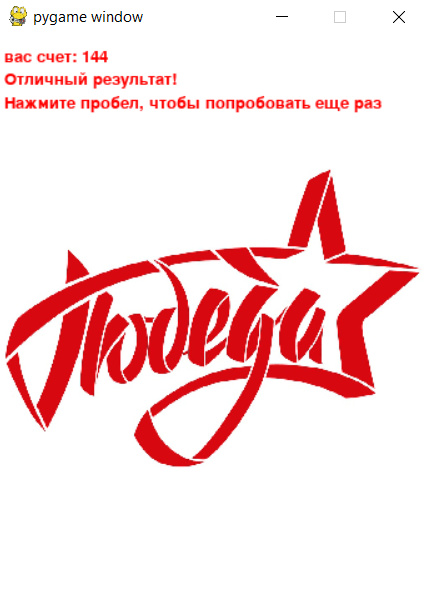 pygame window
вас счет: 144
Отличный результат!
Нажмите пробел, чтобы попробовать еще раз
Победа